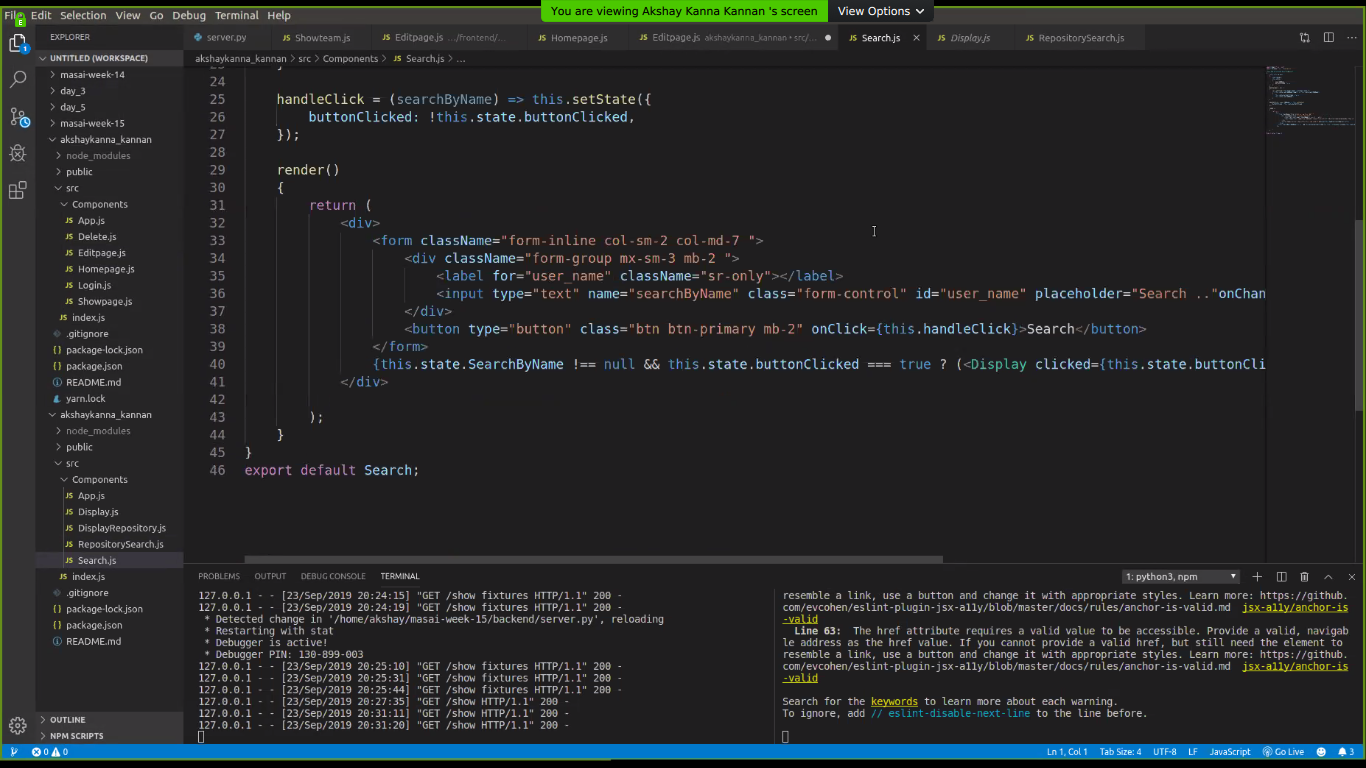 You are viewing Akshay Kanna Kannan 's screen
View Options
File Edit Selection View Go Debug Terminal Help
EXPLORER
server.py
Showteam.js
Editpage.js .../frontend/...
Homepage.js
Editpage.js akshaykanna_kannan • src/...
Search.js
Display.js
RepositorySearch.js
UNTITLED (WORKSPACE)
masai-week-14
day_3
day_5
masai-week-15
akshaykanna_kannan
node_modules
public
src
Components
App.js
Delete.js
Editpage.js
Homepage.js
Login.js
Showpage.js
index.js
.gitignore
package-lock.json
package.json
README.md
yarn.lock
akshaykanna_kannan
node_modules
public
src
Components
App.js
Display.js
DisplayRepository.js
RepositorySearch.js
Search.js
index.js
.gitignore
package-lock.json
package.json
README.md
OUTLINE
NPM SCRIPTS
akshaykanna_kannan > src > Components > Search.js > ...
24
25 handleClick = (searchByName) => this.setState({
26 buttonClicked: !this.state.buttonClicked,
27 });
28
29 render()
30 {
31 return (
32 <div>
33 <form className="form-inline col-sm-2 col-md-7 ">
34 <div className="form-group mx-sm-3 mb-2 ">
35 <label for="user_name" className="sr-only"></label>
36 <input type="text" name="searchByName" class="form-control" id="user_name" placeholder="Search .."onChan
37 </div>
38 <button type="button" class="btn btn-primary mb-2" onClick={this.handleClick}>Search</button>
39 </form>
40 {this.state.SearchByName !== null && this.state.buttonClicked === true ? (<Display clicked={this.state.buttonCli
41 </div>
42
43 );
44 }
45 }
46 export default Search;
PROBLEMS OUTPUT DEBUG CONSOLE TERMINAL
1: python3, npm
127.0.0.1 - - [23/Sep/2019 20:24:15] "GET /show fixtures HTTP/1.1" 200 -
127.0.0.1 - - [23/Sep/2019 20:24:19] "GET /show fixtures HTTP/1.1" 200 -
* Detected change in '/home/akshay/masai-week-15/backend/server.py', reloading
* Restarting with stat
* Debugger is active!
* Debugger PIN: 130-899-003
127.0.0.1 - - [23/Sep/2019 20:25:10] "GET /show fixtures HTTP/1.1" 200 -
127.0.0.1 - - [23/Sep/2019 20:25:31] "GET /show fixtures HTTP/1.1" 200 -
127.0.0.1 - - [23/Sep/2019 20:25:44] "GET /show fixtures HTTP/1.1" 200 -
127.0.0.1 - - [23/Sep/2019 20:27:35] "GET /show HTTP/1.1" 200 -
127.0.0.1 - - [23/Sep/2019 20:31:11] "GET /show HTTP/1.1" 200 -
127.0.0.1 - - [23/Sep/2019 20:31:20] "GET /show HTTP/1.1" 200 -
resemble a link, use a button and change it with appropriate styles. Learn more: https://github.
com/evcohen/eslint-plugin-jsx-a11y/blob/master/docs/rules/anchor-is-valid.md jsx-a11y/anchor-is
-valid
Line 63: The href attribute requires a valid value to be accessible. Provide a valid, navigab
le address as the href value. If you cannot provide a valid href, but still need the element to
resemble a link, use a button and change it with appropriate styles. Learn more: https://github.
com/evcohen/eslint-plugin-jsx-a11y/blob/master/docs/rules/anchor-is-valid.md jsx-a11y/anchor-is
-valid
Search for the keywords to learn more about each warning.
To ignore, add // eslint-disable-next-line to the line before.
0 0
Ln 1, Col 1 Tab Size: 4 UTF-8 LF JavaScript Go Live 3